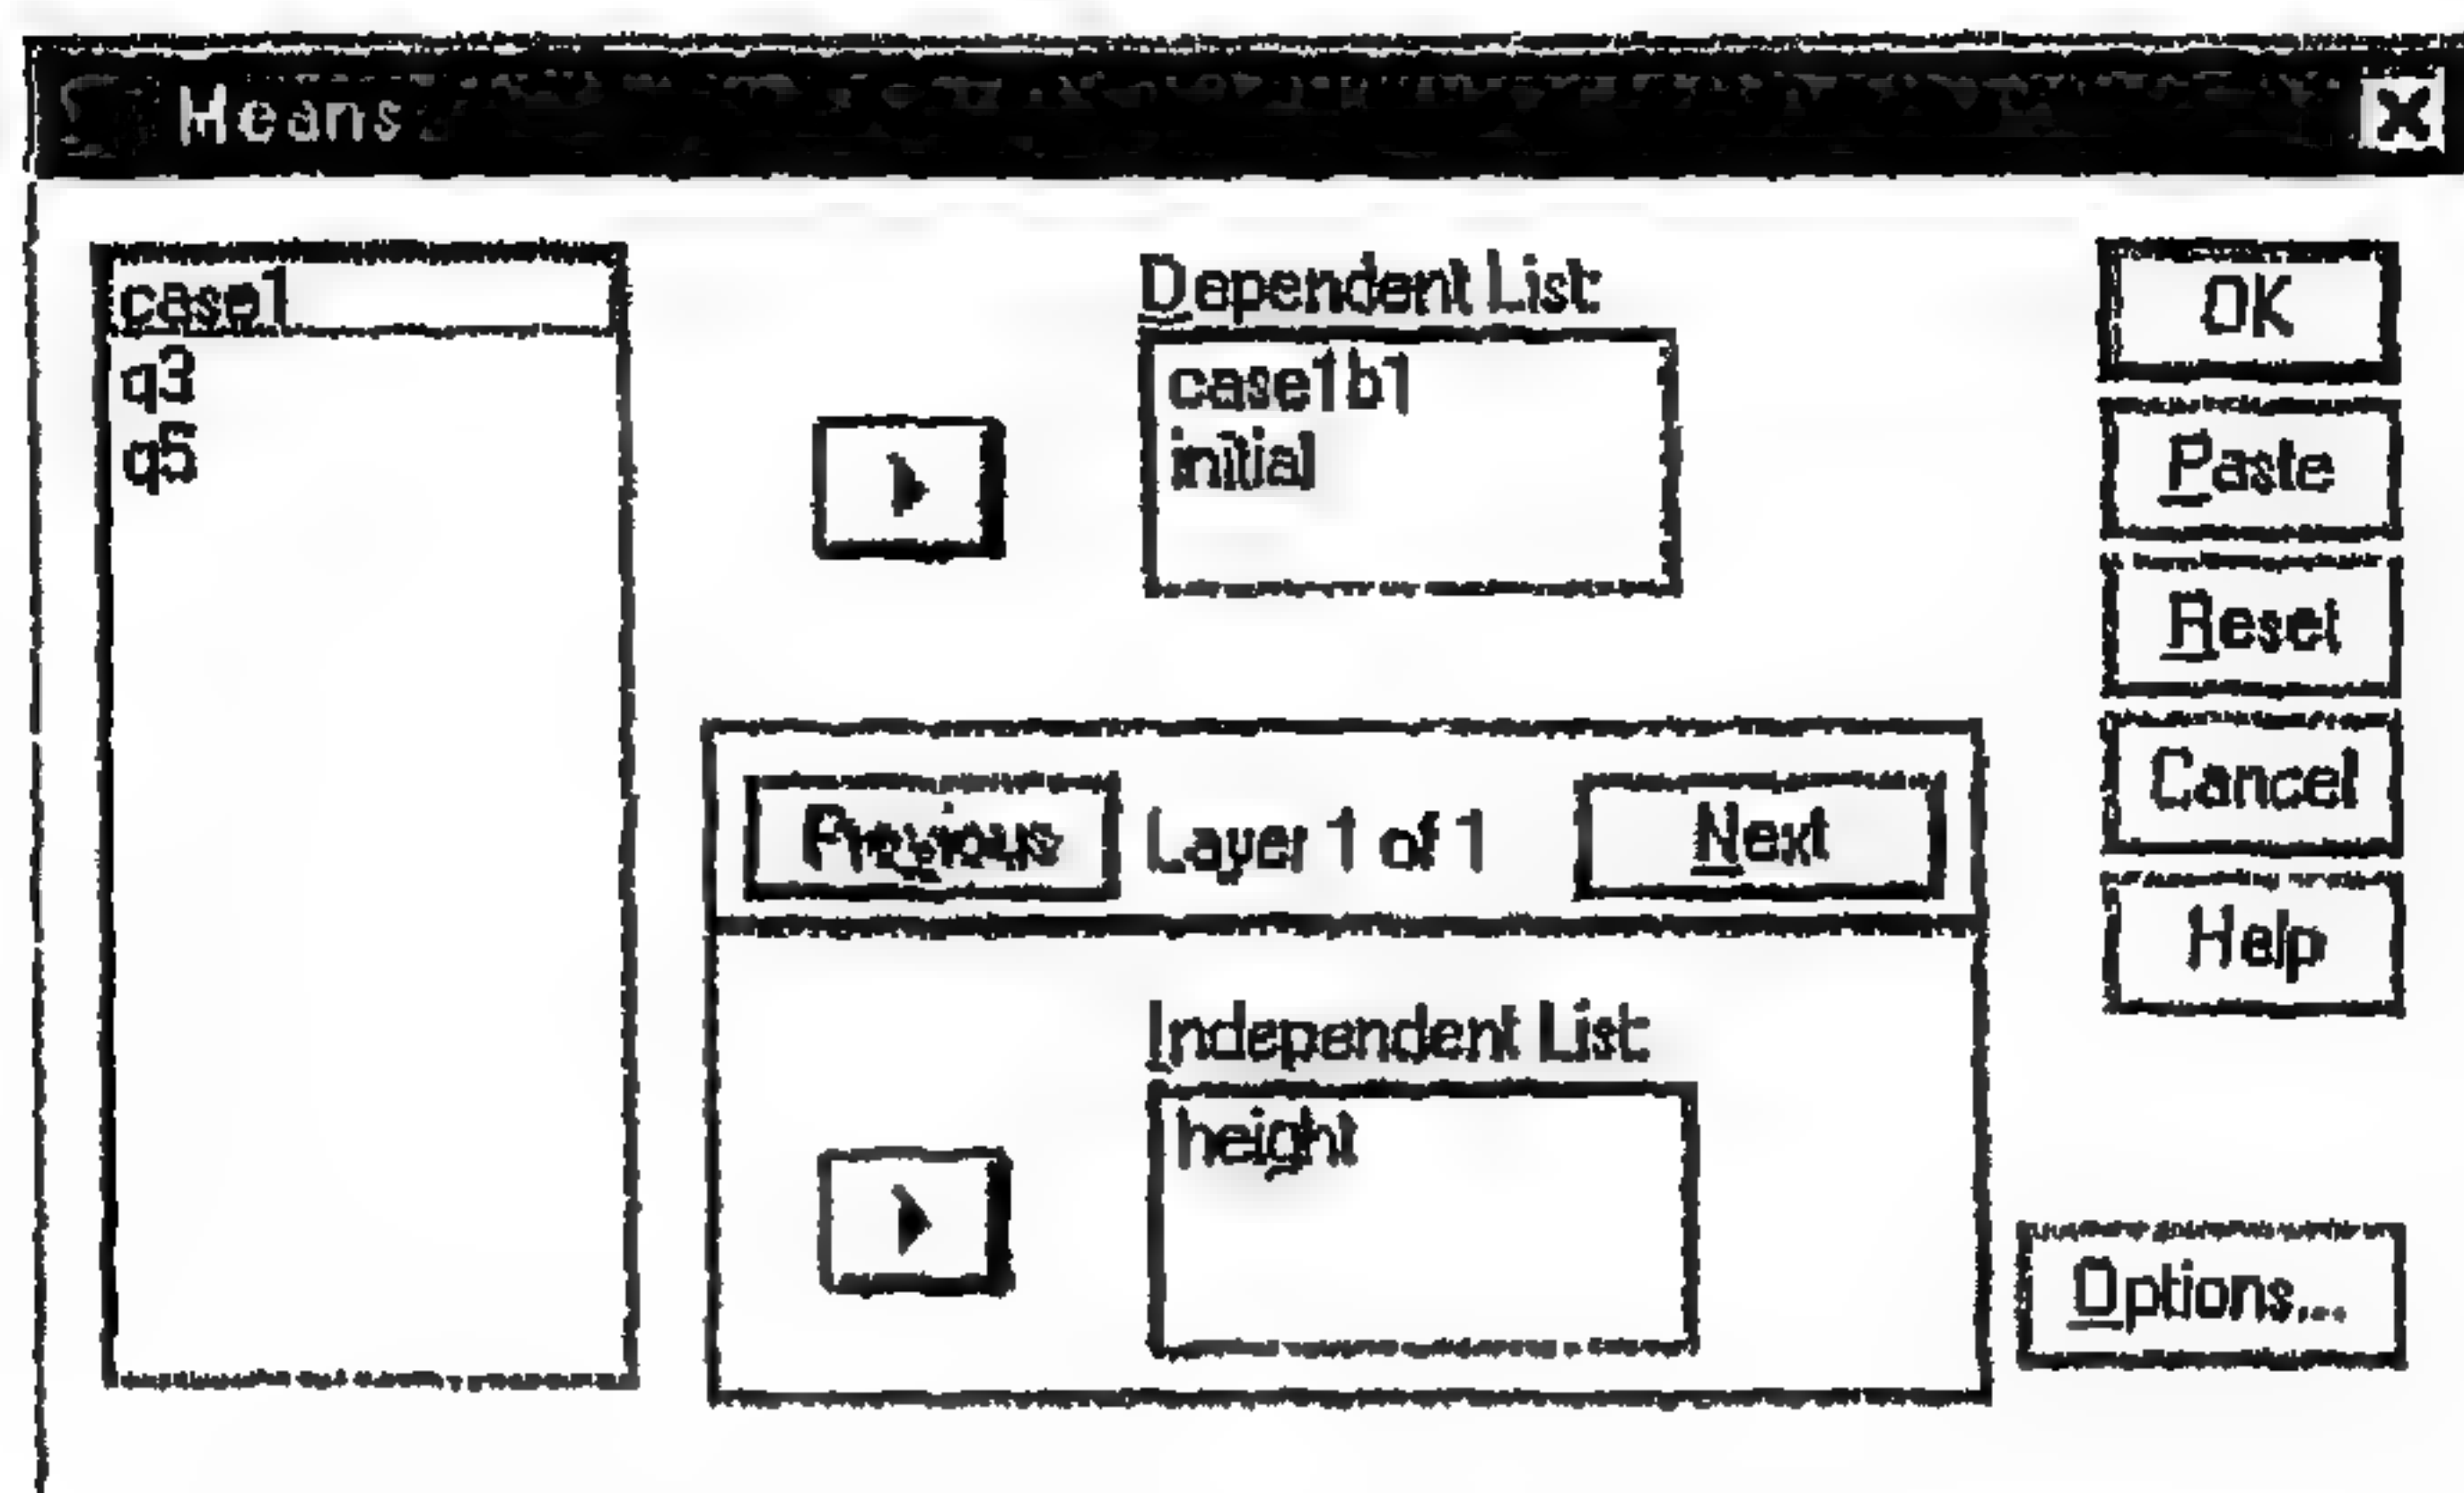 Means
case1
q3
q5
Dependent List:
case1b1
initial
Previous
Layer 1 of 1
Next
Independent List:
height
OK
Paste
Reset
Cancel
Help
Options...